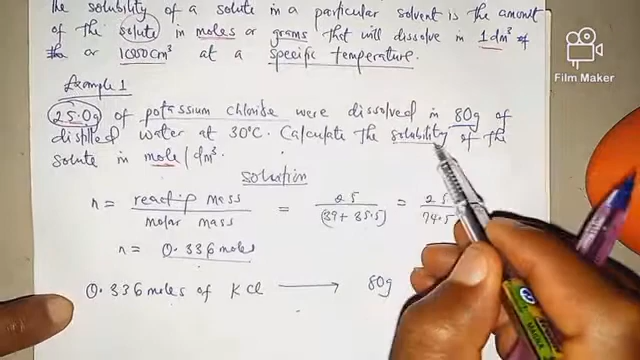 the solubility of a solute in a particular solvent is the amount
of the solute in moles or grams that will dissolve in 1dm³ of
or 1000cm³ at a specific temperature.
Example 1
25.0g of potassium chloride were dissolved in 80g of
distilled water at 30°C. Calculate the solubility of the
solute in mole/dm³.
Solution
n = reacting mass / molar mass = 25 / (39 + 35.5) = 25 / 74.5
n = 0.336 moles
0.336 moles of KCl ⟶ 80g
Film Maker